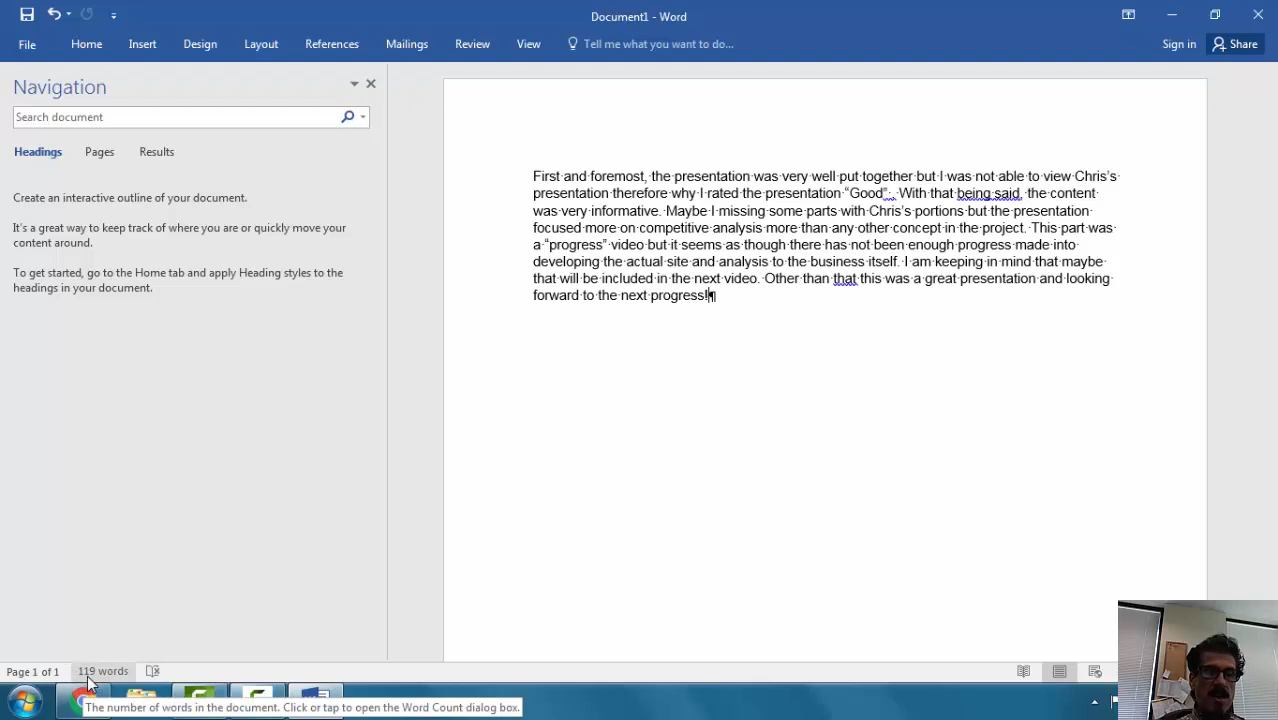 Document1 - Word
File Home Insert Design Layout References Mailings Review View Tell me what you want to do... Sign in Share
Navigation
Search document
Headings Pages Results
Create an interactive outline of your document.
It's a great way to keep track of where you are or quickly move your
content around.
To get started, go to the Home tab and apply Heading styles to the
headings in your document.
First and foremost, the presentation was very well put together but I was not able to view Chris's
presentation therefore why I rated the presentation “Good”. With that being said, the content
was very informative. Maybe I missing some parts with Chris's portions but the presentation
focused more on competitive analysis more than any other concept in the project. This part was
a “progress” video but it seems as though there has not been enough progress made into
developing the actual site and analysis to the business itself. I am keeping in mind that maybe
that will be included in the next video. Other than that this was a great presentation and looking
forward to the next progress!¶
Page 1 of 1 119 words
The number of words in the document. Click or tap to open the Word Count dialog box.